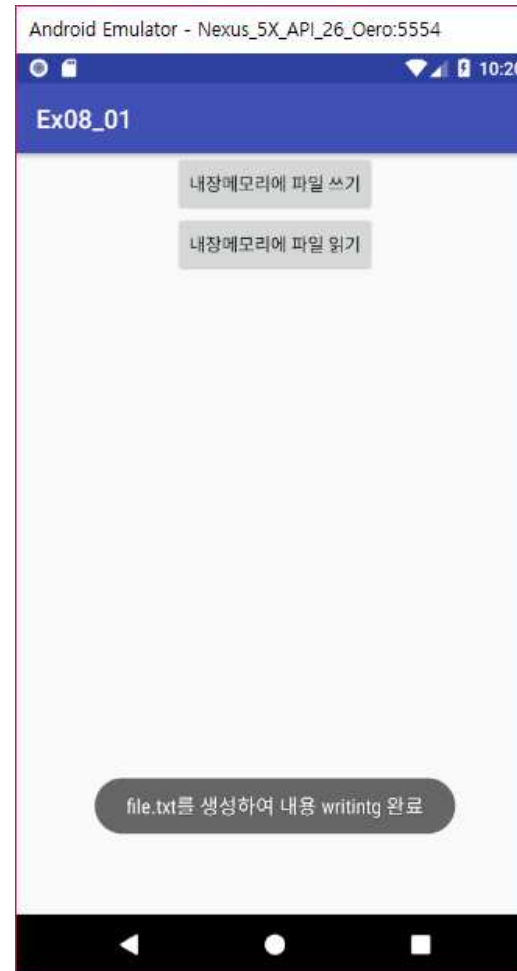 Android Emulator - Nexus_5X_API_26_Oero:5554
10:20
Ex08_01
내장메모리에 파일 쓰기
내장메모리에 파일 읽기
file.txt를 생성하여 내용 writintg 완료